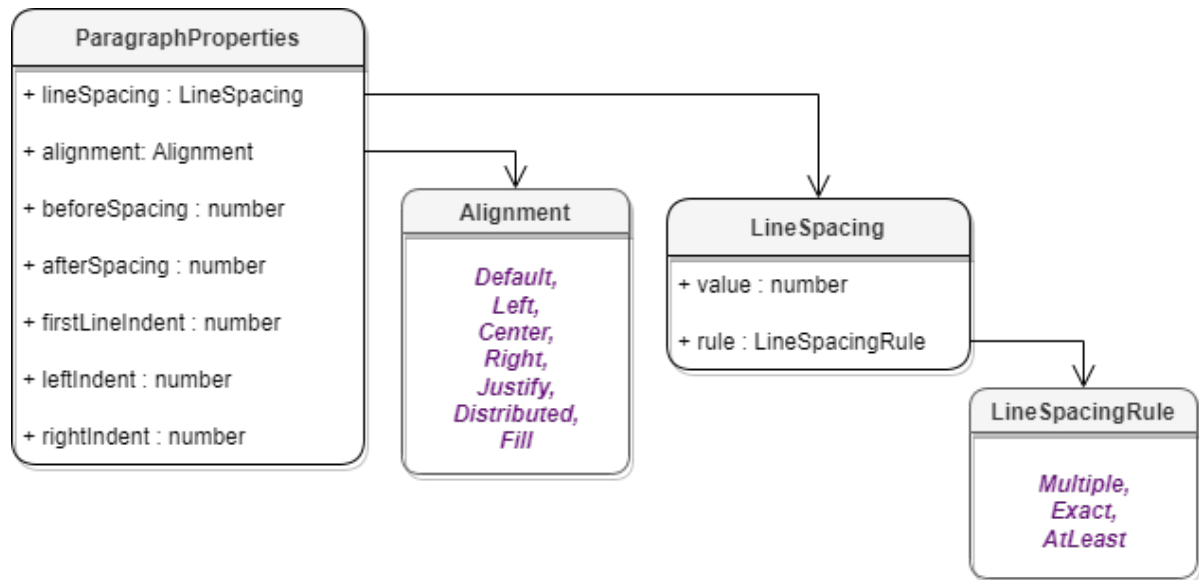 ParagraphProperties
+ lineSpacing : LineSpacing
+ alignment: Alignment
+ beforeSpacing : number
+ afterSpacing : number
+ firstLineIndent : number
+ leftIndent : number
+ rightIndent : number
Alignment
Default,
Left,
Center,
Right,
Justify,
Distributed,
Fill
LineSpacing
+ value : number
+ rule : LineSpacingRule
LineSpacingRule
Multiple,
Exact,
AtLeast